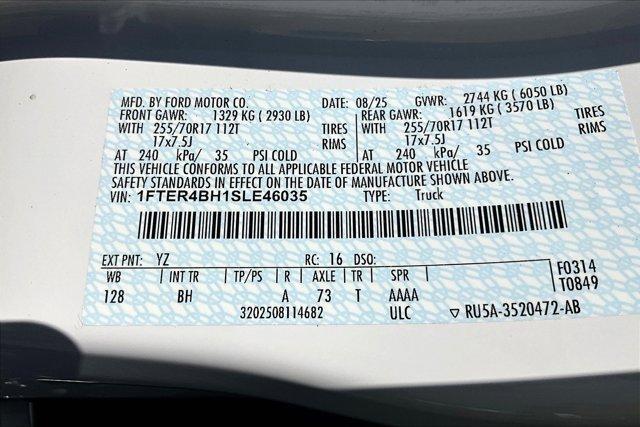 MFD. BY FORD MOTOR CO. DATE: 08/25 GVWR: 2744 KG ( 6050 LB)
FRONT GAWR: 1329 KG ( 2930 LB) REAR GAWR: 1619 KG ( 3570 LB)
WITH 255/70R17 112T TIRES WITH 255/70R17 112T TIRES
17x7.5J RIMS 17x7.5J RIMS
AT 240 kPa/ 35 PSI COLD AT 240 kPa/ 35 PSI COLD
THIS VEHICLE CONFORMS TO ALL APPLICABLE FEDERAL MOTOR VEHICLE
SAFETY STANDARDS IN EFFECT ON THE DATE OF MANUFACTURE SHOWN ABOVE.
VIN: 1FTER4BH1SLE46035 TYPE: Truck
EXT PNT: YZ RC: 16 DSO: F0314
WB INT TR TP/PS R AXLE TR SPR T0849
128 BH A 73 T AAAA
3202508114682 ULC ▽ RU5A-3520472-AB